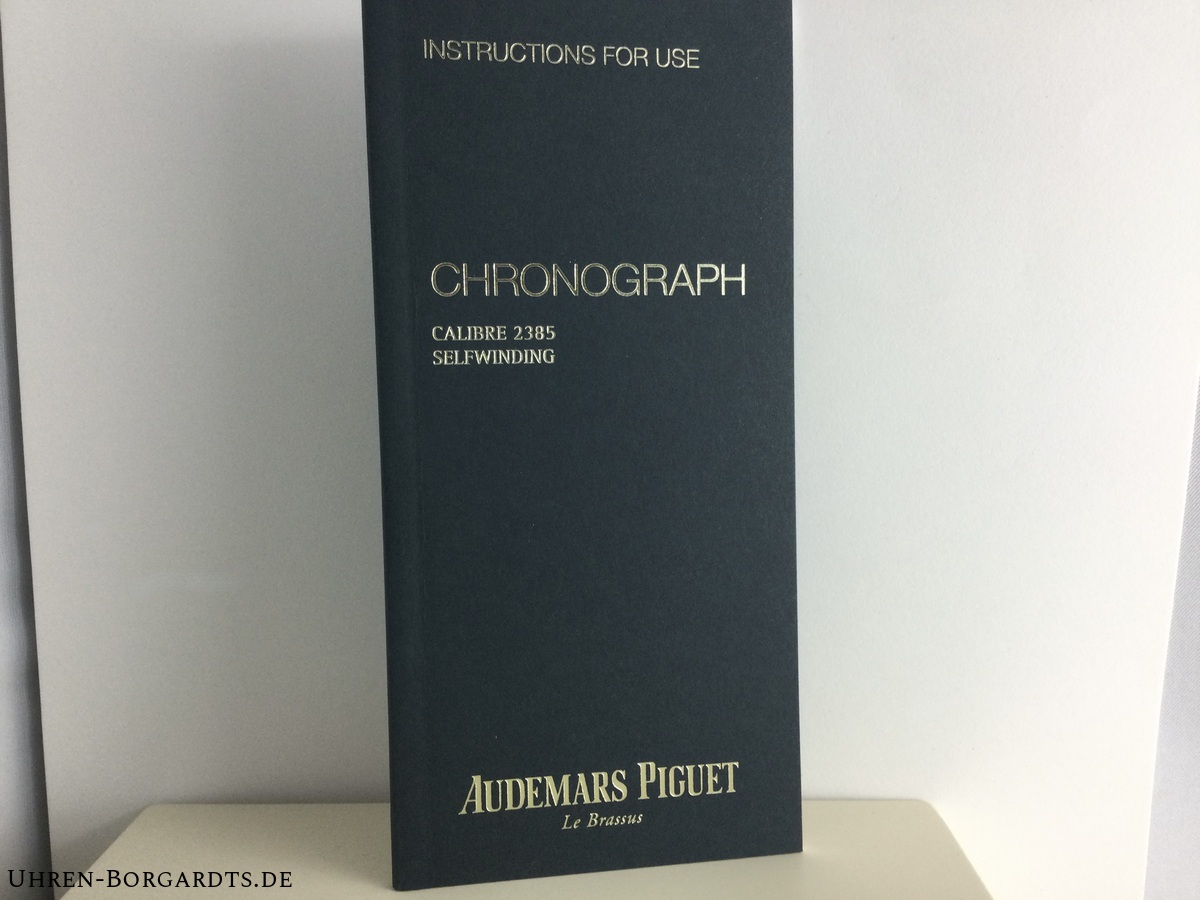 INSTRUCTIONS FOR USE
CHRONOGRAPH
CALIBRE 2385
SELFWINDING
AUDEMARS PIGUET
Le Brassus
UHREN-BORGARDTS.DE